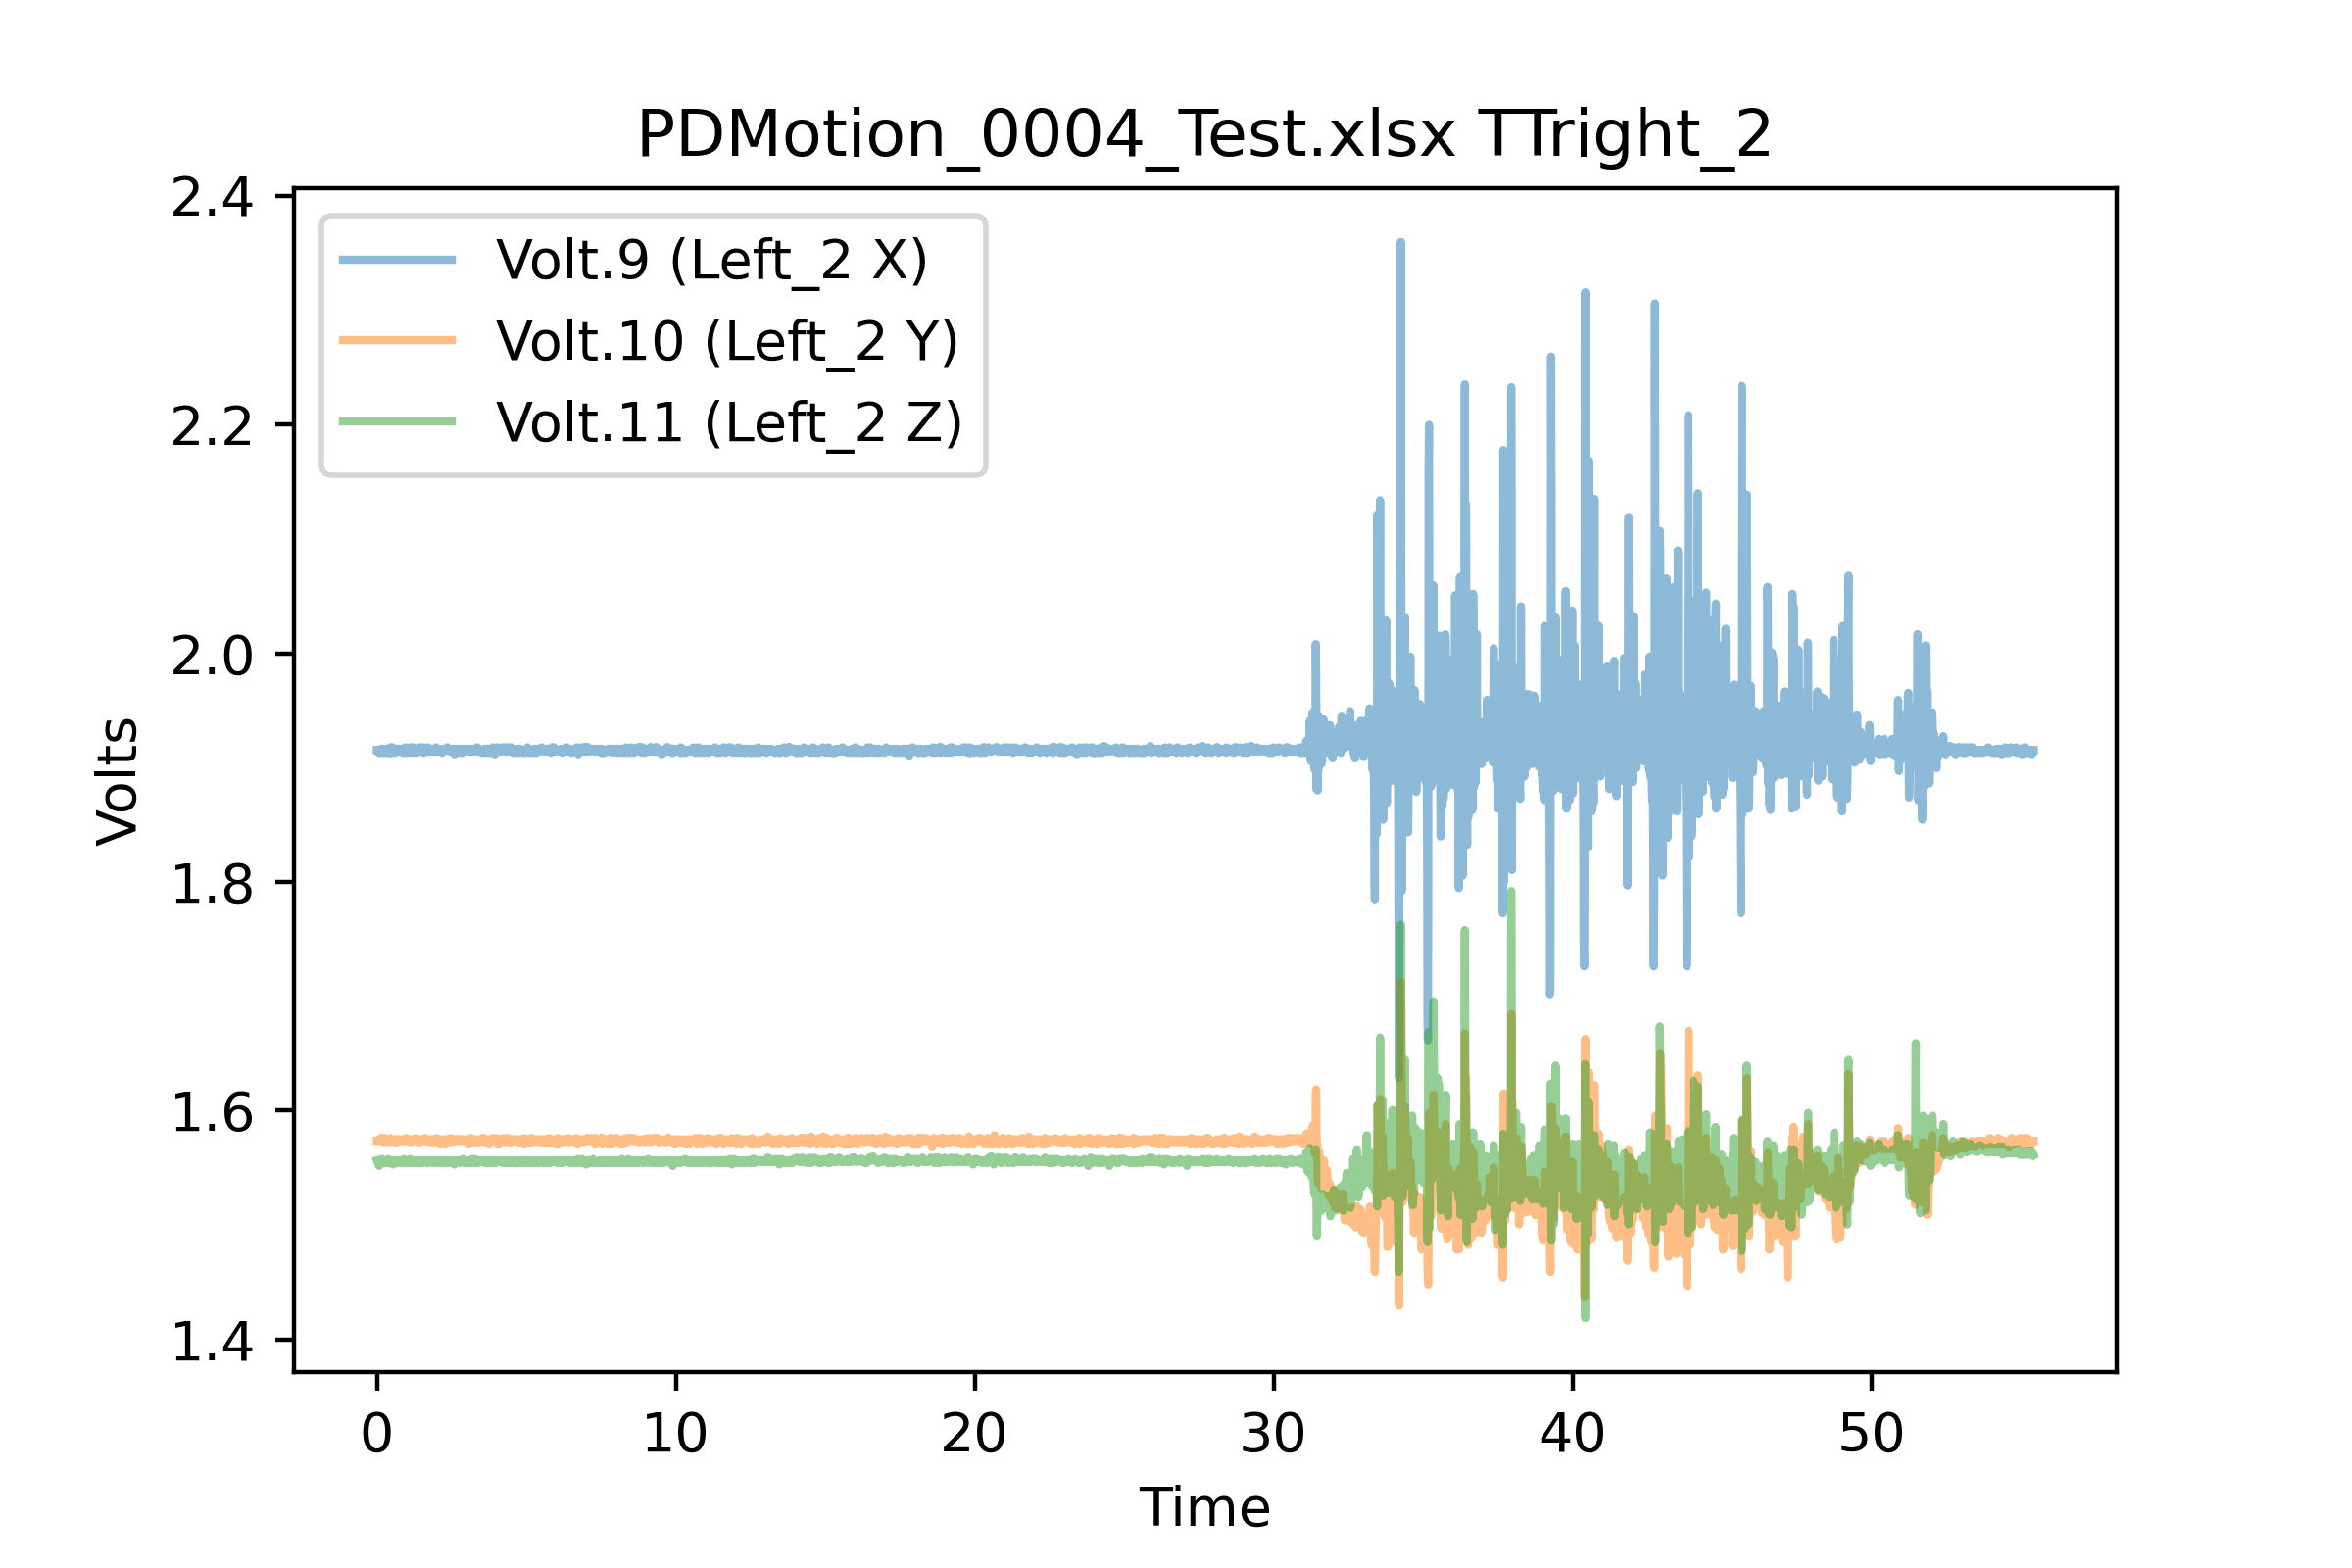 PDMotion_0004_Test.xlsx TTright_2
2.4
2.2
2.0
1.8
1.6
1.4
Volts
Volt.9 (Left_2 X)
Volt.10 (Left_2 Y)
Volt.11 (Left_2 Z)
0 10 20 30 40 50
Time